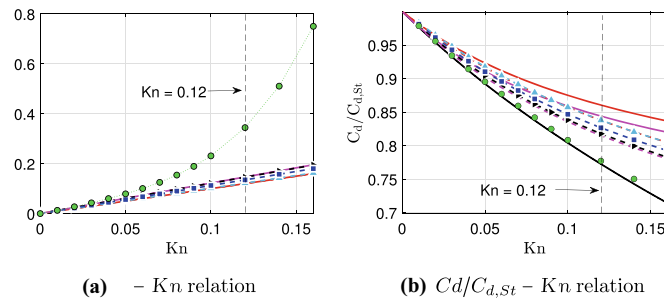 0.8
0.6
0.4
0.2
0
Kn = 0.12
0 0.05 0.1 0.15
Kn
(a) – Kn relation
0.95
0.9
0.85
0.8
0.75
0.7
C_d/C_{d,St}
Kn = 0.12
0 0.05 0.1 0.15
Kn
(b) Cd/C_{d,St} – Kn relation